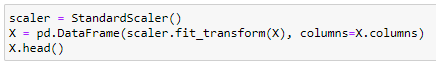 scaler = StandardScaler()
X = pd.DataFrame(scaler.fit_transform(X), columns=X.columns)
X.head()